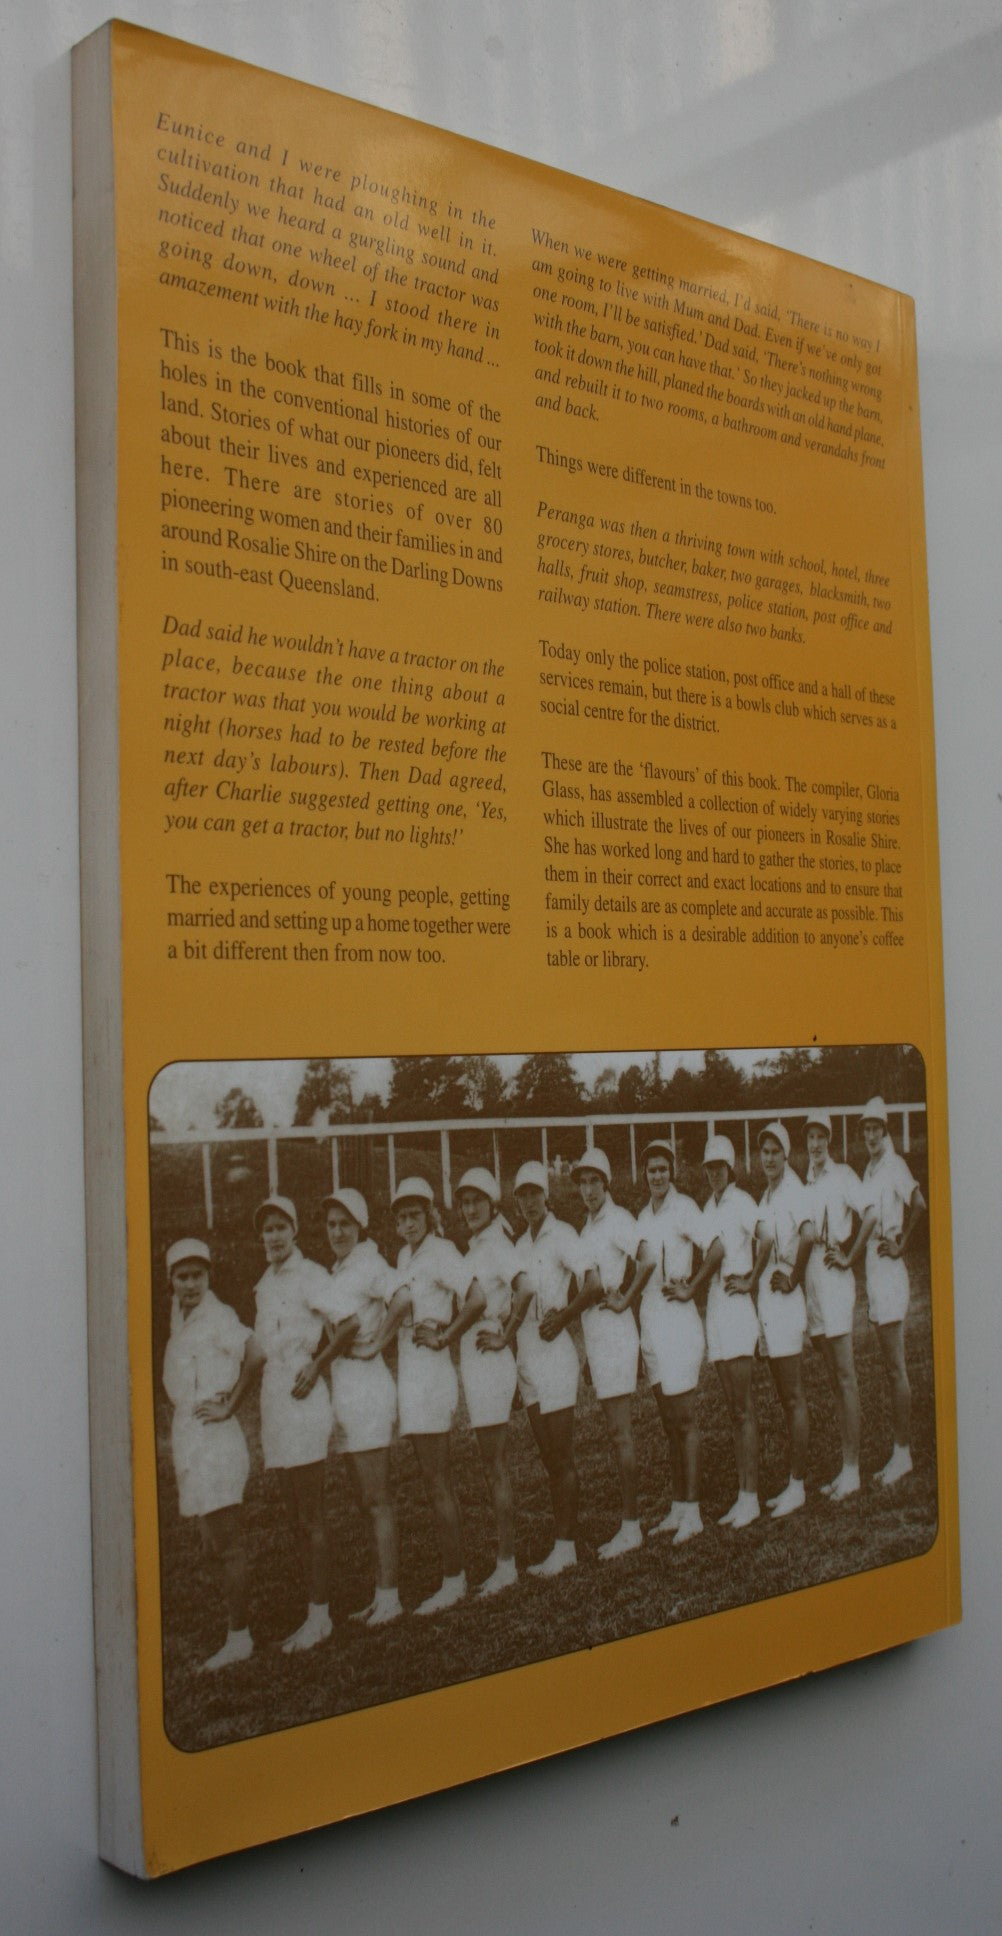 Eunice and I were ploughing in the
cultivation that had an old well in it.
Suddenly we heard a gurgling sound and
noticed that one wheel of the tractor was
going down, down ... I stood there in
amazement with the hay fork in my hand ...
This is the book that fills in some of the
holes in the conventional histories of our
land. Stories of what our pioneers did, felt
about their lives and experienced are all
here. There are stories of over 80
pioneering women and their families in and
around Rosalie Shire on the Darling Downs
in south-east Queensland.
Dad said he wouldn't have a tractor on the
place, because the one thing about a
tractor was that you would be working at
night (horses had to be rested before the
next day's labours). Then Dad agreed,
after Charlie suggested getting one, 'Yes,
you can get a tractor, but no lights!'
The experiences of young people, getting
married and setting up a home together were
a bit different then from now too.
When we were getting married, I'd said, 'There is no way I
am going to live with Mum and Dad. Even if we've only got
one room, I'll be satisfied.' Dad said, 'There's nothing wrong
with the barn, you can have that.' So they jacked up the barn,
took it down the hill, planed the boards with an old hand plane,
and rebuilt it to two rooms, a bathroom and verandahs front
and back.
Things were different in the towns too.
Peranga was then a thriving town with school, hotel, three
grocery stores, butcher, baker, two garages, blacksmith, two
halls, fruit shop, seamstress, police station, post office and
railway station. There were also two banks.
Today only the police station, post office and a hall of these
services remain, but there is a bowls club which serves as a
social centre for the district.
These are the 'flavours' of this book. The compiler, Gloria
Glass, has assembled a collection of widely varying stories
which illustrate the lives of our pioneers in Rosalie Shire.
She has worked long and hard to gather the stories, to place
them in their correct and exact locations and to ensure that
family details are as complete and accurate as possible. This
is a book which is a desirable addition to anyone's coffee
table or library.